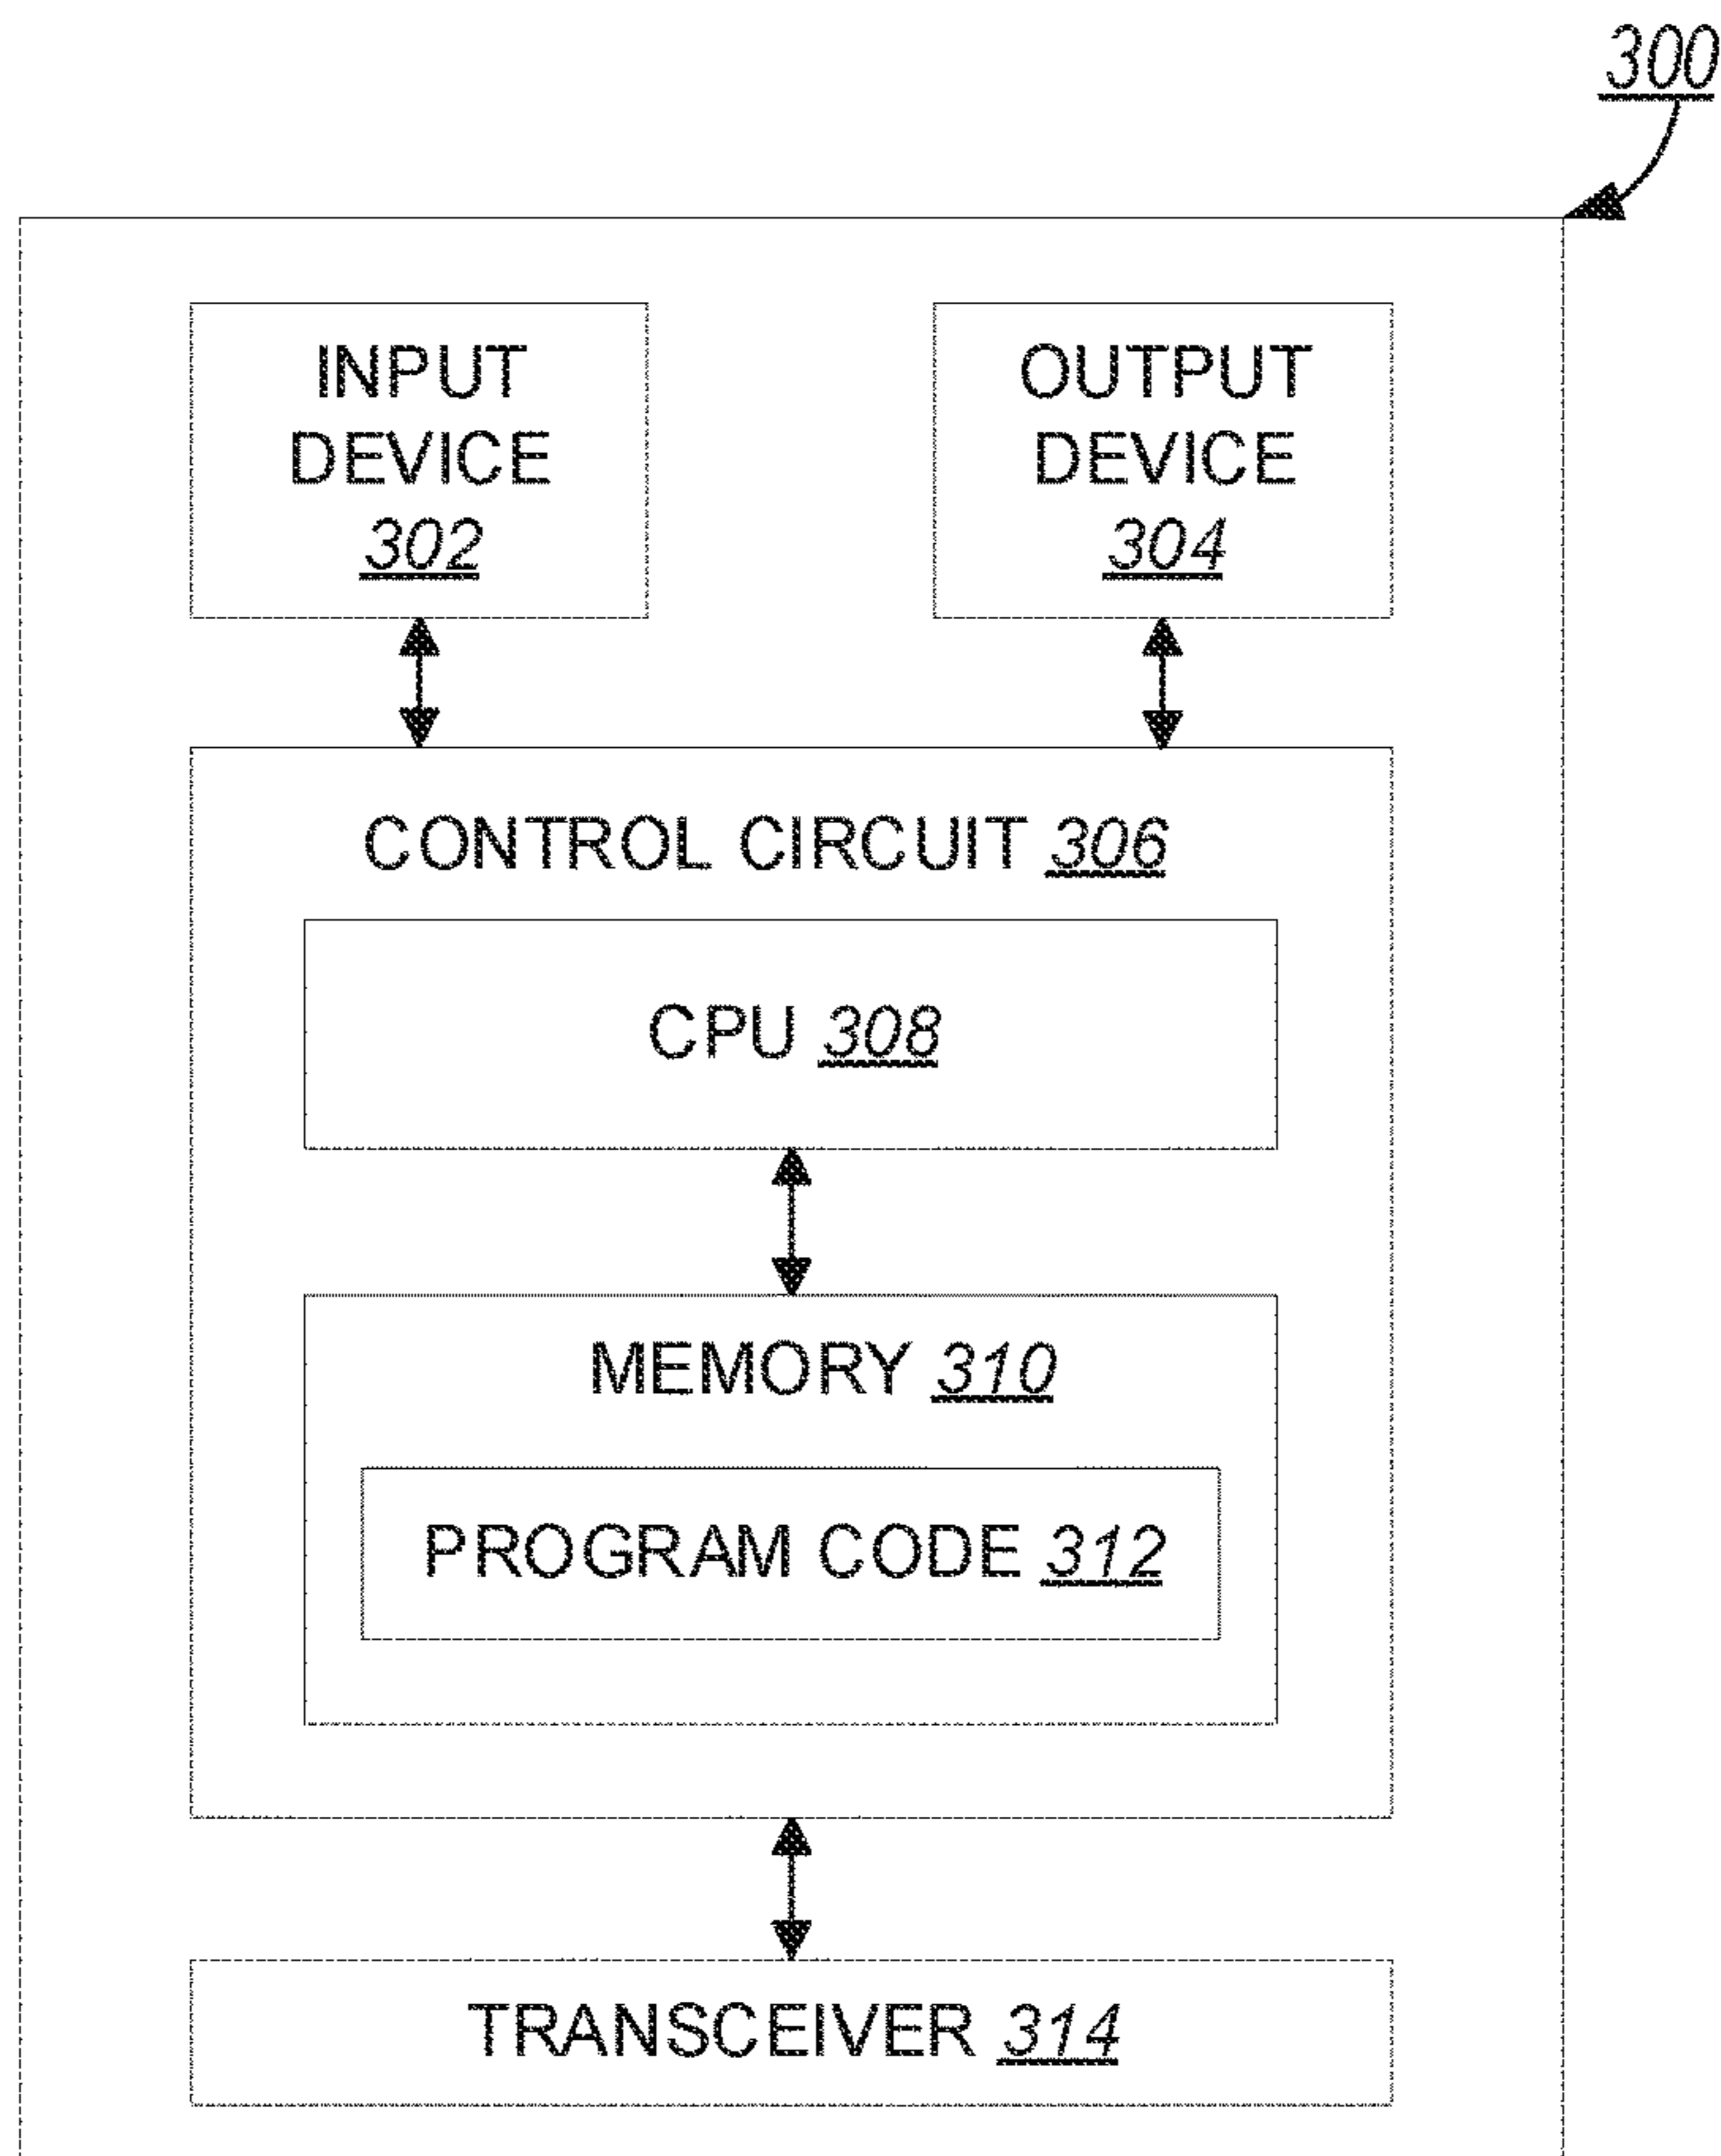 300
INPUT
DEVICE
302
OUTPUT
DEVICE
304
CONTROL CIRCUIT 306
CPU 308
MEMORY 310
PROGRAM CODE 312
TRANSCEIVER 314